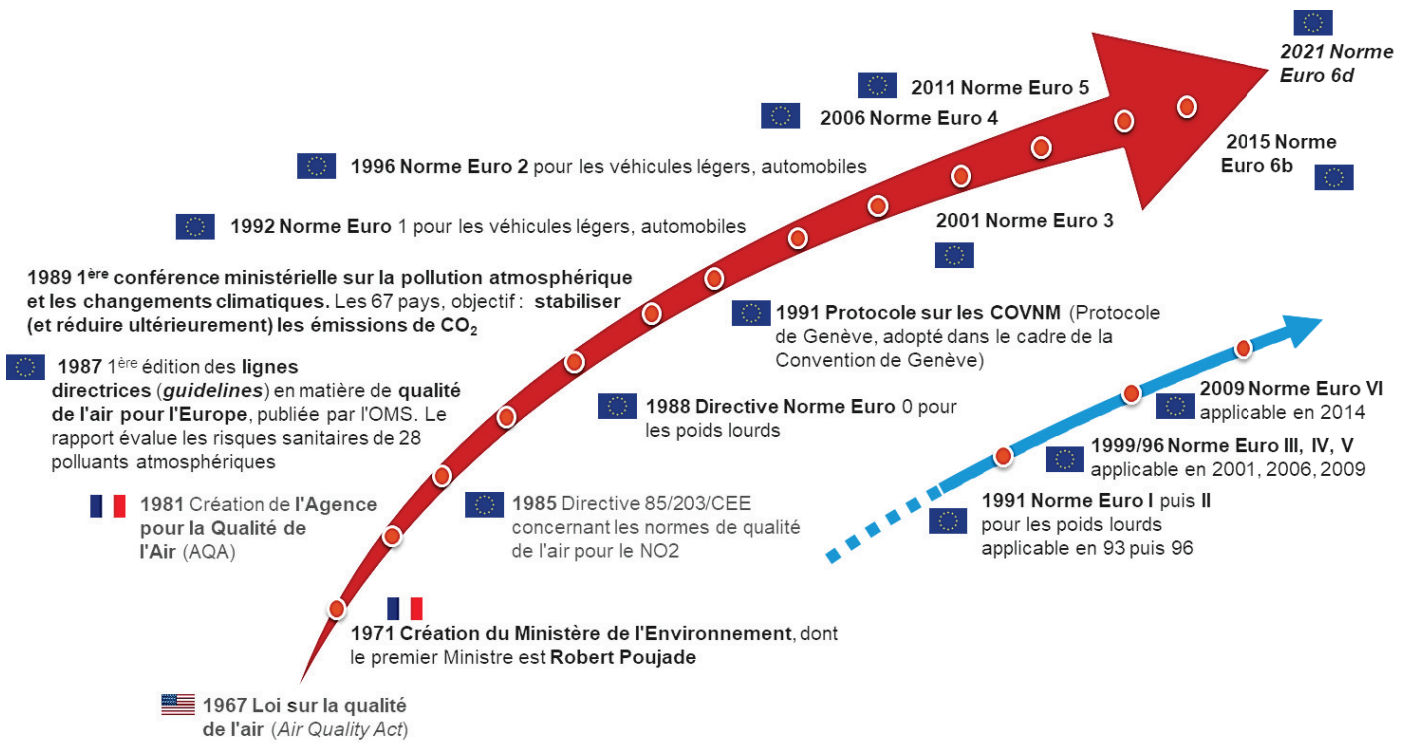 2021 Norme
Euro 6d
2011 Norme Euro 5
2006 Norme Euro 4
2015 Norme
Euro 6b
1996 Norme Euro 2 pour les véhicules légers, automobiles
1992 Norme Euro 1 pour les véhicules légers, automobiles
2001 Norme Euro 3
1989 1ère conférence ministérielle sur la pollution atmosphérique
et les changements climatiques. Les 67 pays, objectif : stabiliser
(et réduire ultérieurement) les émissions de CO₂
1991 Protocole sur les COVNM (Protocole
de Genève, adopté dans le cadre de la
Convention de Genève)
1987 1ère édition des lignes
directrices (guidelines) en matière de qualité
de l'air pour l'Europe, publiée par l'OMS. Le
rapport évalue les risques sanitaires de 28
polluants atmosphériques
1988 Directive Norme Euro 0 pour
les poids lourds
2009 Norme Euro VI
applicable en 2014
1999/96 Norme Euro III, IV, V
applicable en 2001, 2006, 2009
1991 Norme Euro I puis II
pour les poids lourds
applicable en 93 puis 96
1981 Création de l'Agence
pour la Qualité de
l'Air (AQA)
1985 Directive 85/203/CEE
concernant les normes de qualité
de l'air pour le NO2
1971 Création du Ministère de l'Environnement, dont
le premier Ministre est Robert Poujade
1967 Loi sur la qualité
de l'air (Air Quality Act)